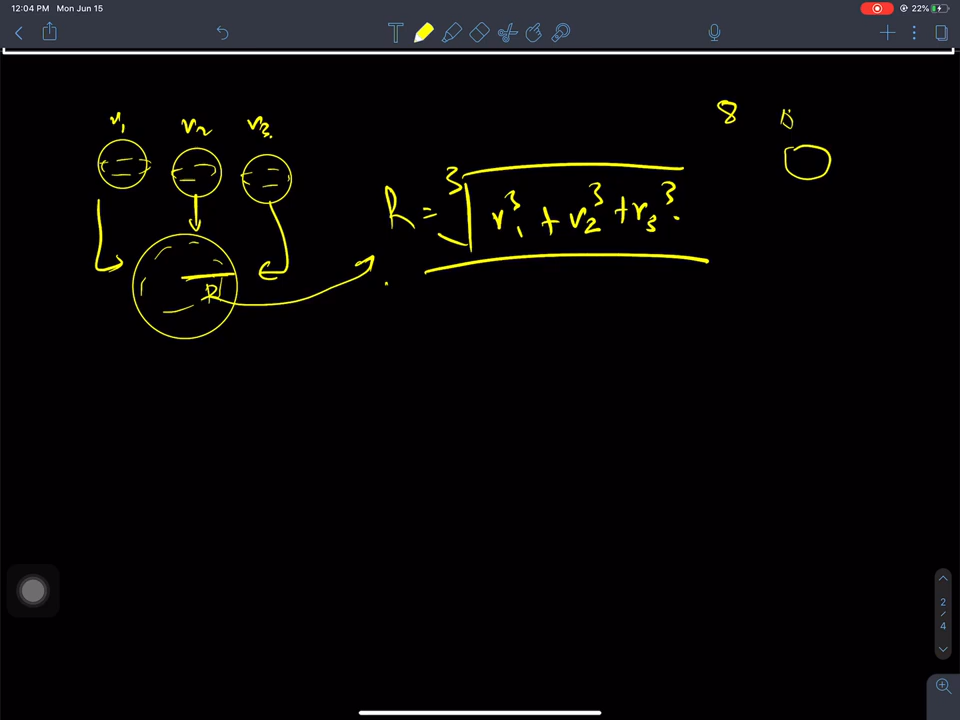 12:04 PM Mon Jun 15
22%
8
r₁ r₂ r₃.
R = ∛(r₁³ + r₂³ + r₃³.)
R
2
/
4